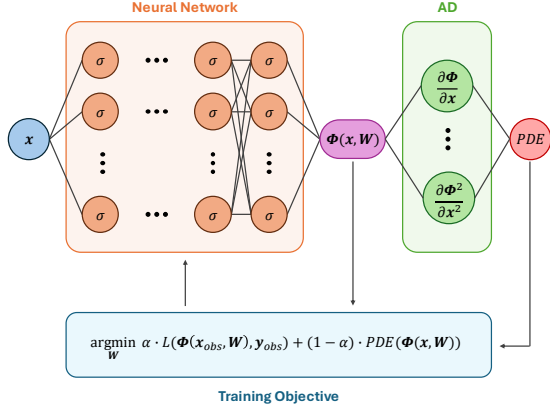 Neural Network
AD
σ ••• σ σ
σ ••• σ σ
x
Φ(x, W)
∂Φ/∂x
PDE
σ ••• σ σ
∂Φ²/∂x²
argmin α · L(Φ(x_obs, W), y_obs) + (1 − α) · PDE(Φ(x, W))
W
Training Objective